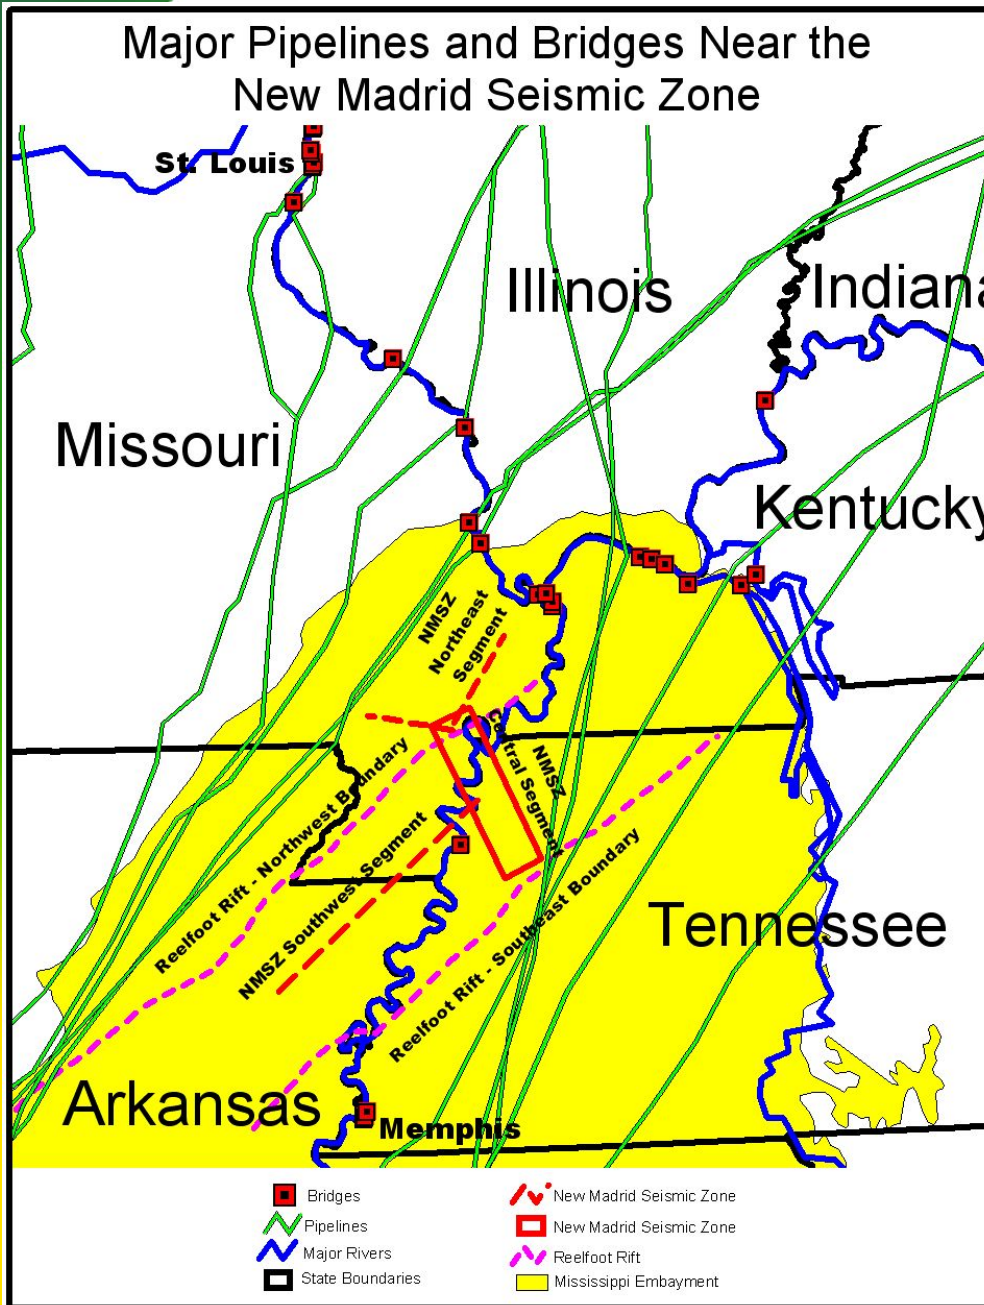 Major Pipelines and Bridges Near the
New Madrid Seismic Zone
St. Louis
Illinois
Indiana
Missouri
Kentucky
NMSZ
Northeast
Segment
NMSZ
Central Segment
Reelfoot Rift - Northwest Boundary
NMSZ Southwest Segment
Reelfoot Rift - Southeast Boundary
Tennessee
Arkansas
Memphis
Bridges
Pipelines
Major Rivers
State Boundaries
New Madrid Seismic Zone
New Madrid Seismic Zone
Reelfoot Rift
Mississippi Embayment